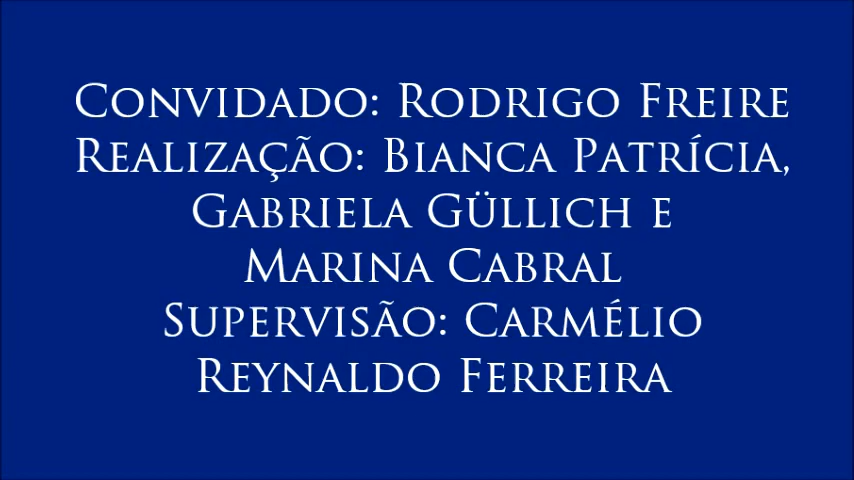 Convidado: Rodrigo Freire
Realização: Bianca Patrícia,
Gabriela Güllich e
Marina Cabral
Supervisão: Carmélio
Reynaldo Ferreira